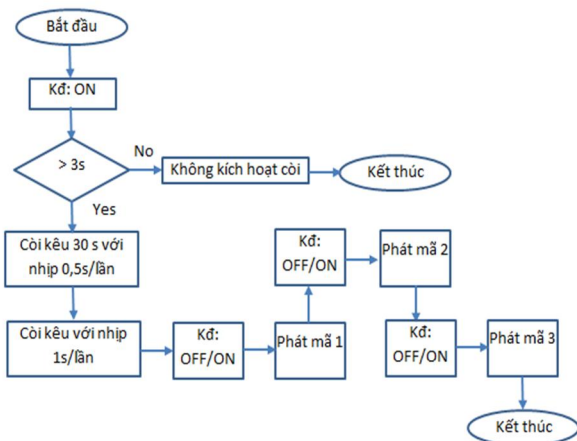 Bắt đầu
Kđ: ON
> 3s
No
Không kích hoạt còi
Kết thúc
Yes
Còi kêu 30 s với
nhịp 0,5s/lần
Còi kêu với nhịp
1s/lần
Kđ:
OFF/ON
Phát mã 1
Kđ:
OFF/ON
Phát mã 2
Kđ:
OFF/ON
Phát mã 3
Kết thúc